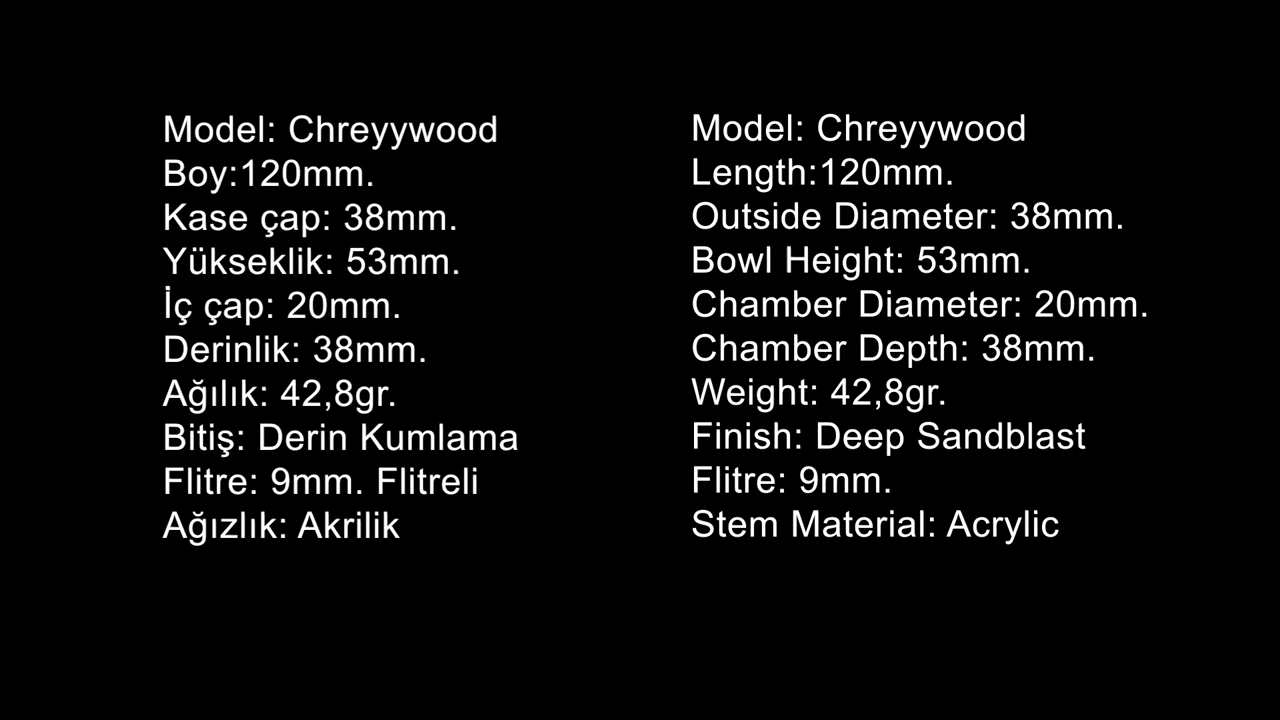 Model: Chreyywood
Boy:120mm.
Kase çap: 38mm.
Yükseklik: 53mm.
İç çap: 20mm.
Derinlik: 38mm.
Ağılık: 42,8gr.
Bitiş: Derin Kumlama
Flitre: 9mm. Flitreli
Ağızlık: Akrilik
Model: Chreyywood
Length:120mm.
Outside Diameter: 38mm.
Bowl Height: 53mm.
Chamber Diameter: 20mm.
Chamber Depth: 38mm.
Weight: 42,8gr.
Finish: Deep Sandblast
Flitre: 9mm.
Stem Material: Acrylic